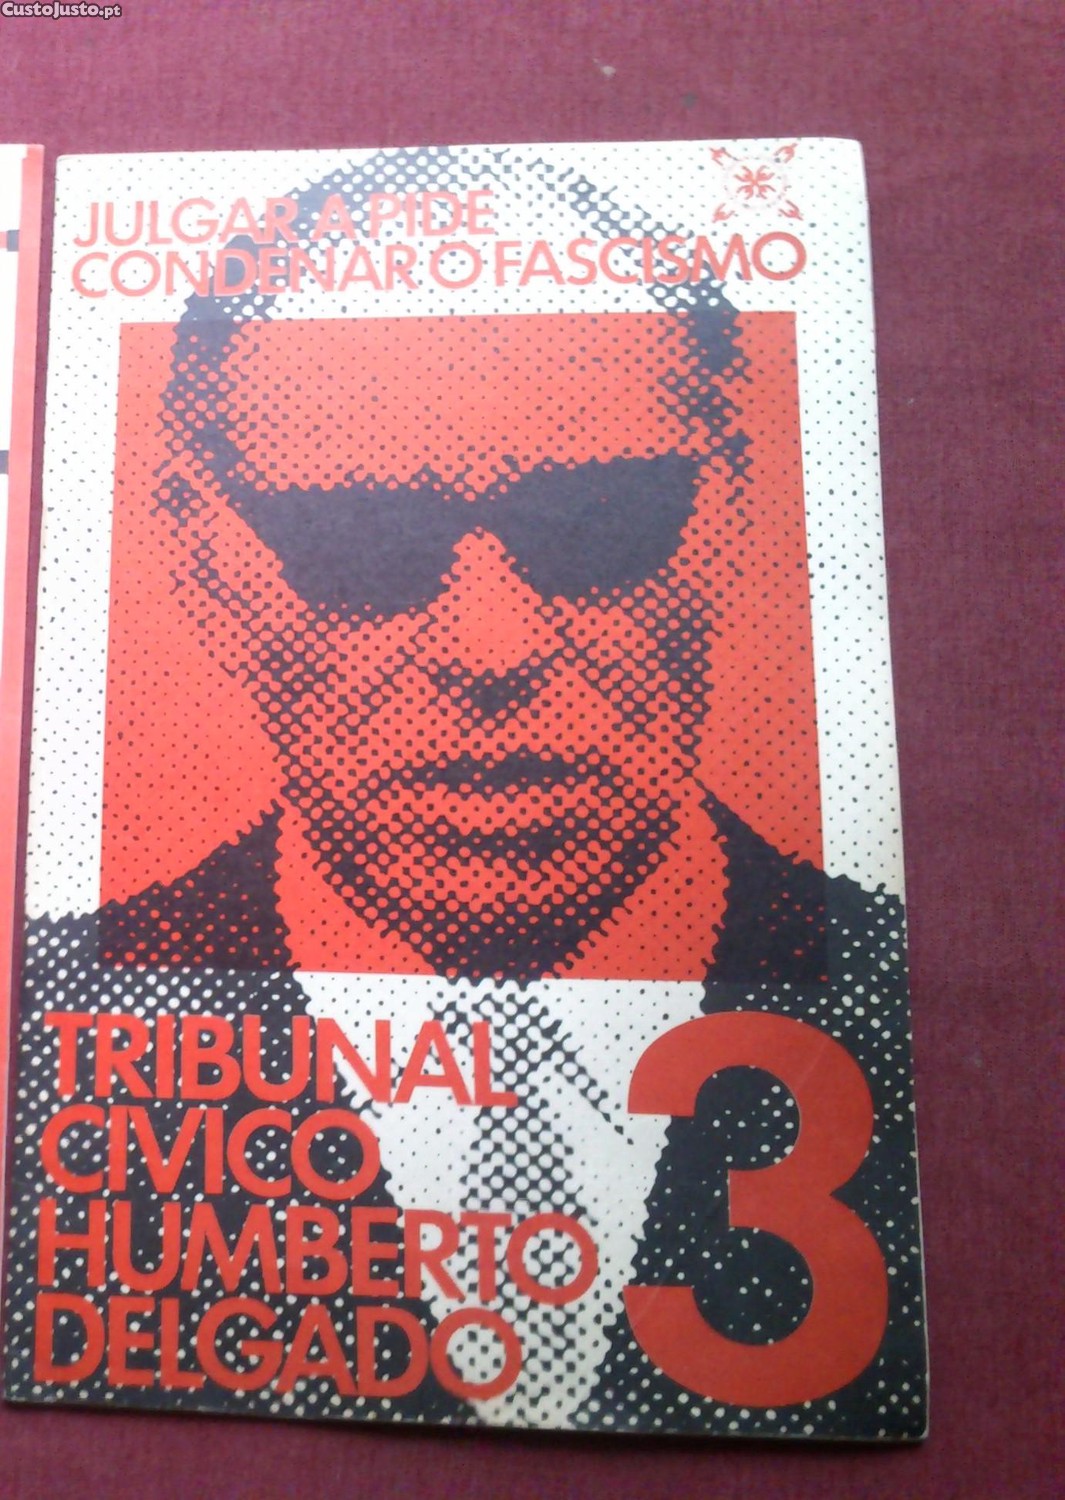 CustoJusto.pt
JULGAR A PIDE
CONDENAR O FASCISMO
TRIBUNAL
CIVICO
HUMBERTO
DELGADO
3